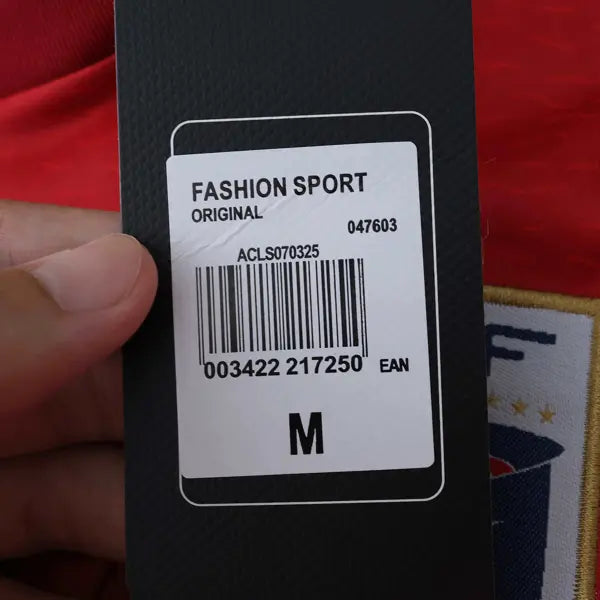 FASHION SPORT
ORIGINAL
047603
ACLS070325
003422 217250 EAN
M
F